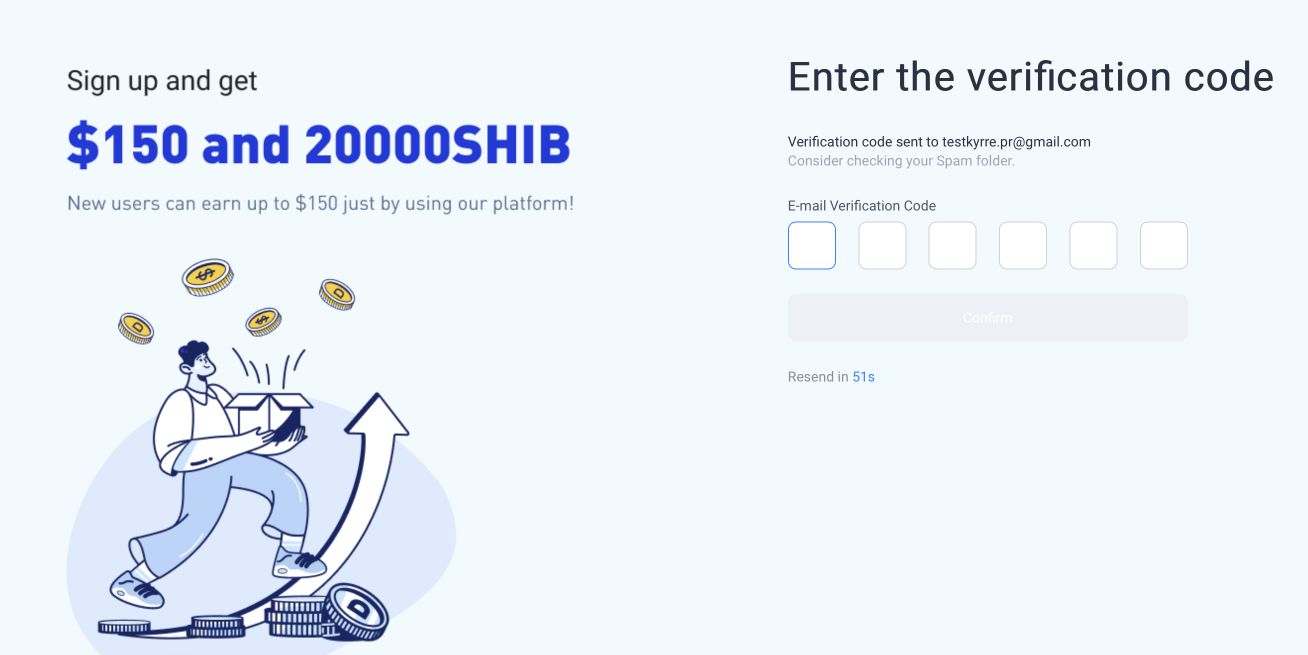 Sign up and get
$150 and 20000SHIB
New users can earn up to $150 just by using our platform!
$
D
D
$
D
Enter the verification code
Verification code sent to testkyrre.pr@gmail.com
Consider checking your Spam folder.
E-mail Verification Code
Confirm
Resend in 51s